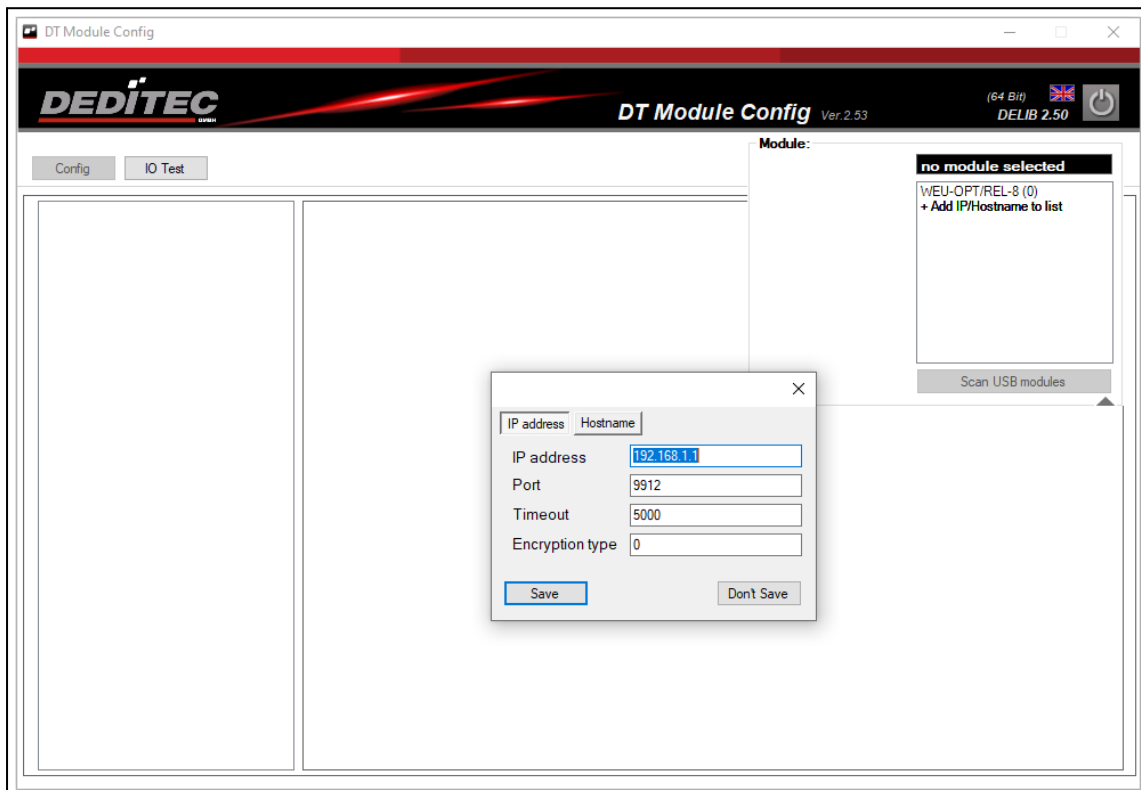 DT Module Config
DEDITEC
GMBH
DT Module Config Ver.2.53
(64 Bit)
DELIB 2.50
Config
IO Test
Module:
no module selected
WEU-OPT/REL-8 (0)
+ Add IP/Hostname to list
Scan USB modules
IP address
Hostname
IP address 192.168.1.1
Port 9912
Timeout 5000
Encryption type 0
Save
Don't Save